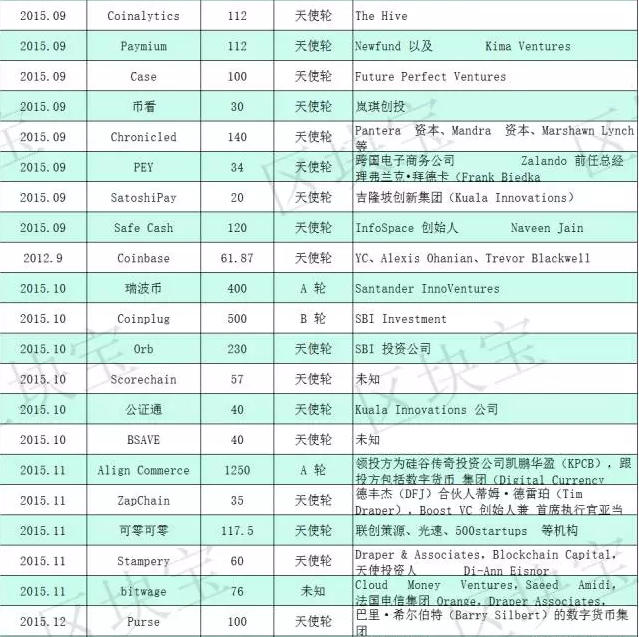 2015.09 Coinalytics 112 天使轮 The Hive
2015.09 Paymium 112 天使轮 Newfund 以及 Kima Ventures
2015.09 Case 100 天使轮 Future Perfect Ventures
2015.09 币看 30 天使轮 岚琪创投
2015.09 Chronicled 140 天使轮 Pantera 资本、Mandra 资本、Marshawn Lynch
等
2015.09 PEY 34 天使轮 跨国电子商务公司 Zalando 前任总经
理弗兰克·拜德卡（Frank Biedka
2015.09 SatoshiPay 20 天使轮 吉隆坡创新集团（Kuala Innovations）
2015.09 Safe Cash 120 天使轮 InfoSpace 创始人 Naveen Jain
2012.9 Coinbase 61.87 天使轮 YC、Alexis Ohanian、Trevor Blackwell
2015.10 瑞波币 400 A 轮 Santander InnoVentures
2015.10 Coinplug 500 B 轮 SBI Investment
2015.10 Orb 230 天使轮 SBI 投资公司
2015.10 Scorechain 57 天使轮 未知
2015.10 公证通 40 天使轮 Kuala Innovations 公司
2015.10 BSAVE 40 天使轮 未知
2015.11 Align Commerce 1250 A 轮 领投方为硅谷传奇投资公司凯鹏华盈（KPCB），跟
投方包括数字货币 集团（Digital Currency
2015.11 ZapChain 35 天使轮 德丰杰（DFJ）合伙人蒂姆·德雷珀（Tim
Draper），Boost VC 创始人兼 首席执行官亚当
2015.11 可零可零 117.5 天使轮 联创策源、光速、500startups 等机构
2015.11 Stampery 60 天使轮 Draper & Associates，Blockchain Capital，
天使投资人 Di-Ann Eisnor
2015.11 bitwage 76 未知 Cloud Money Ventures，Saeed Amidi，
法国电信集团 Orange，Draper Associates，
2015.12 Purse 100 天使轮 巴里·希尔伯特（Barry Silbert）的数字货币集
团
区块宝
区块宝
区块宝
区块宝